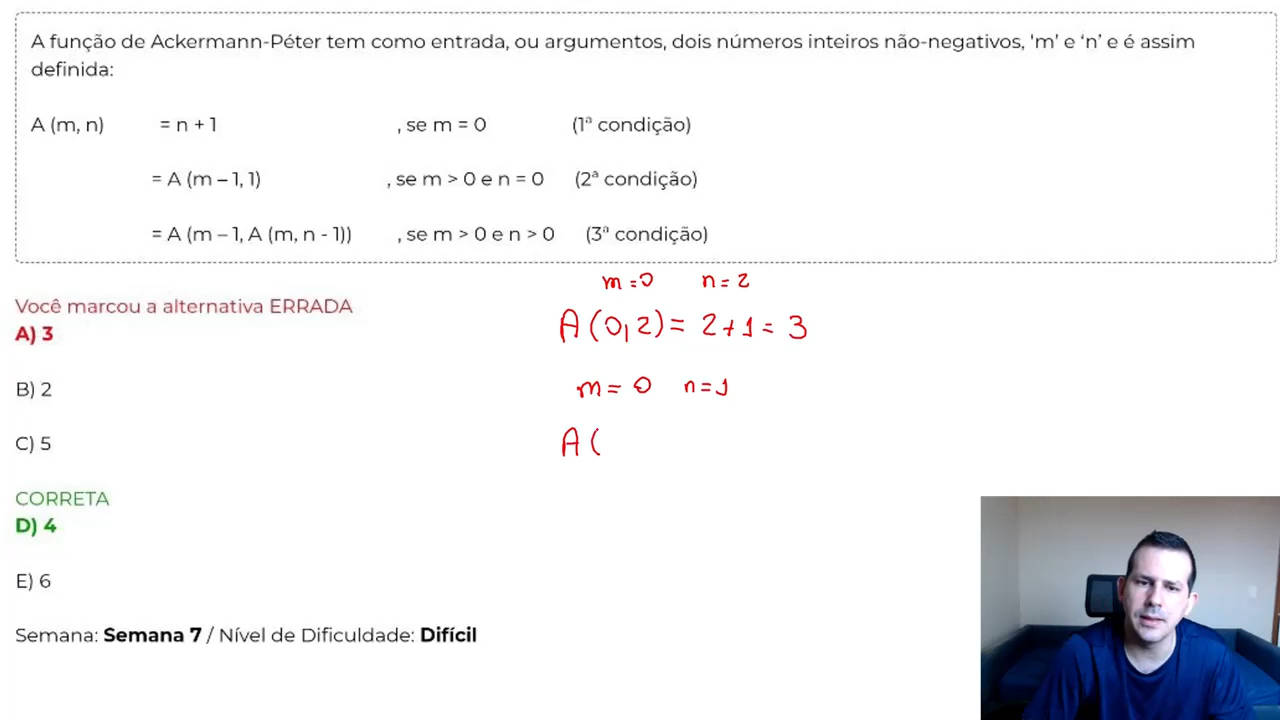 A função de Ackermann-Péter tem como entrada, ou argumentos, dois números inteiros não-negativos, 'm' e 'n' e é assim
definida:
A (m, n) = n + 1 , se m = 0 (1ª condição)
= A (m – 1, 1) , se m > 0 e n = 0 (2ª condição)
= A (m – 1, A (m, n - 1)) , se m > 0 e n > 0 (3ª condição)
m = 0 n = 2
Você marcou a alternativa ERRADA
A) 3
A (0, 2) = 2 + 1 = 3
B) 2
m = 0 n = 1
C) 5
A (
CORRETA
D) 4
E) 6
Semana: Semana 7 / Nível de Dificuldade: Difícil